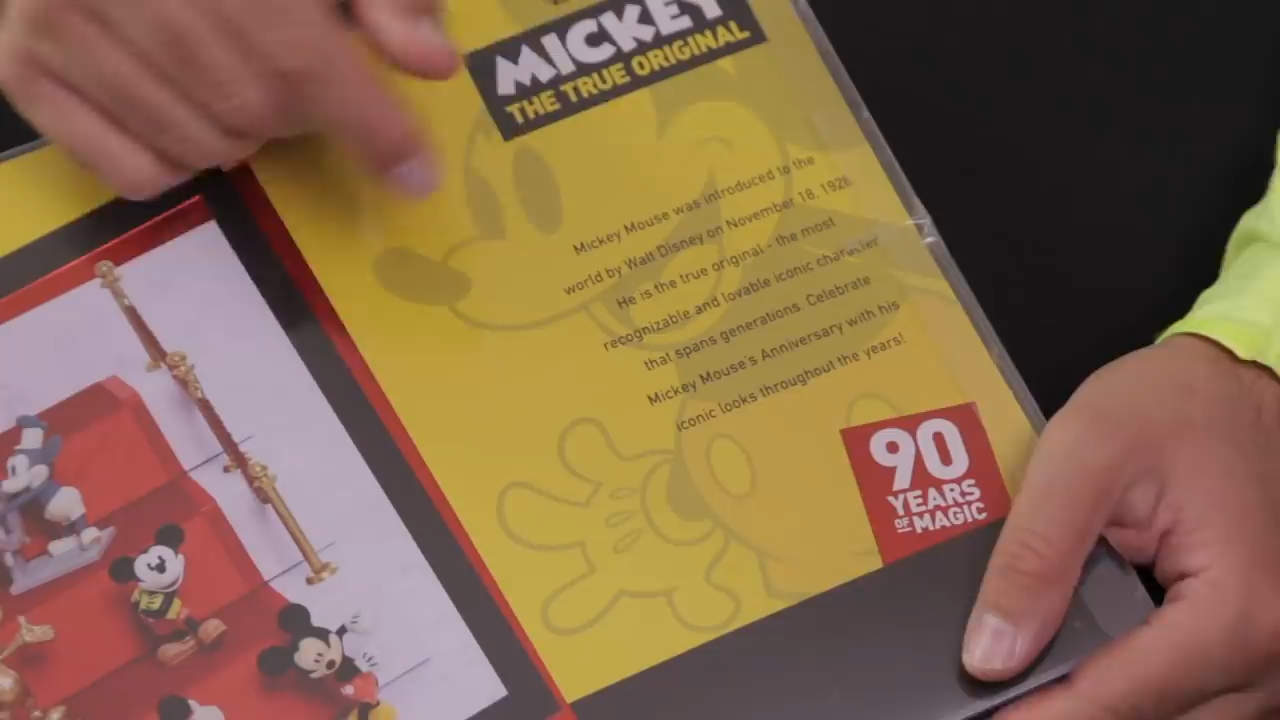 MICKEY
THE TRUE ORIGINAL
Mickey Mouse was introduced to the
world by Walt Disney on November 18, 1928.
He is the true original - the most
recognizable and lovable iconic character
that spans generations. Celebrate
Mickey Mouse's Anniversary with his
iconic looks throughout the years!
90
YEARS
OF MAGIC